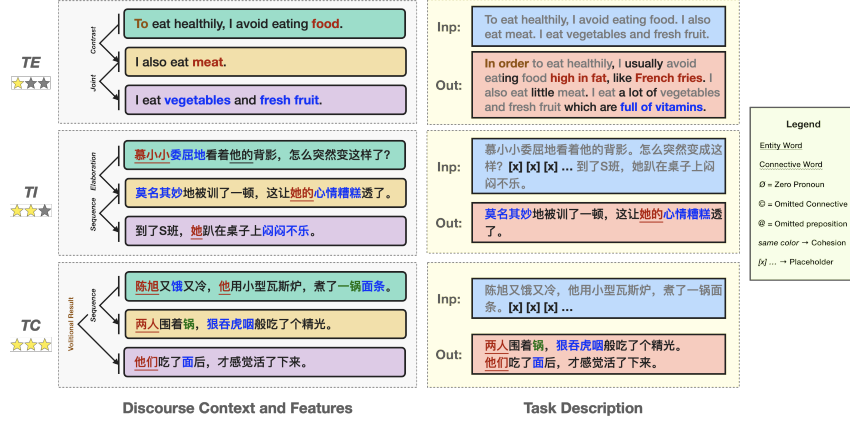 TE
Contrast
Joint
To eat healthily, I avoid eating food.
I also eat meat.
I eat vegetables and fresh fruit.
Inp:
To eat healthily, I avoid eating food. I also
eat meat. I eat vegetables and fresh fruit.
Out:
In order to eat healthily, I usually avoid
eating food high in fat, like French fries. I
also eat little meat. I eat a lot of vegetables
and fresh fruit which are full of vitamins.
TI
Elaboration
Sequence
慕小小委屈地看着他的背影，怎么突然变这样了？
莫名其妙地被训了一顿，这让她的心情糟糕透了。
到了S班，她趴在桌子上闷闷不乐。
Inp:
慕小小委屈地看着他的背影。怎么突然变成这
样？[x] [x] [x] ... 到了S班，她趴在桌子上闷
闷不乐。
Out:
莫名其妙地被训了一顿，这让她的心情糟糕透
了。
TC
Volitional Result
Sequence
陈旭又饿又冷，他用小型瓦斯炉，煮了一锅面条。
两人围着锅，狼吞虎咽般吃了个精光。
他们吃了面后，才感觉活了下来。
Inp:
陈旭又饿又冷，他用小型瓦斯炉，煮了一锅面
条。[x] [x] [x] ...
Out:
两人围着锅，狼吞虎咽般吃了个精光。
他们吃了面后，才感觉活了下来。
Legend
Entity Word
Connective Word
Ø = Zero Pronoun
© = Omitted Connective
@ = Omitted preposition
same color → Cohesion
[x] ... → Placeholder
Discourse Context and Features
Task Description